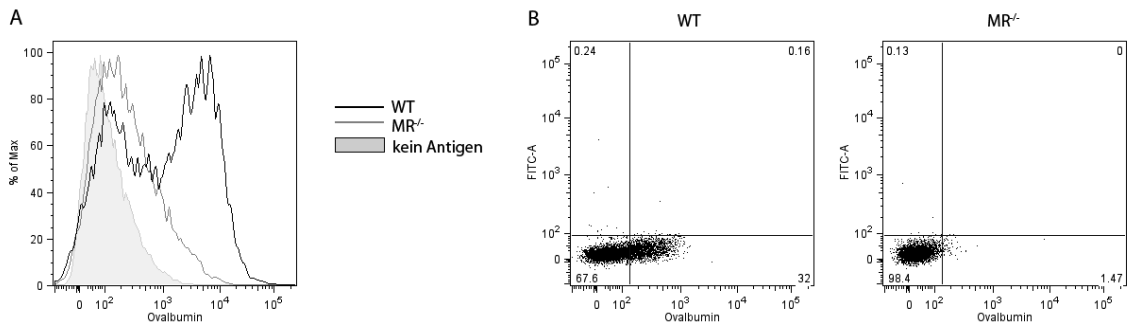 A
100
80
60
40
20
0
% of Max
0 10² 10³ 10⁴ 10⁵
Ovalbumin
WT
MR-/-
kein Antigen
B
WT
0.24 0.16
10⁵
10⁴
10³
10²
0
FITC-A
67.6 32
0 10² 10³ 10⁴ 10⁵
Ovalbumin
MR-/-
0.13 0
10⁵
10⁴
10³
10²
0
FITC-A
98.4 1.47
0 10² 10³ 10⁴ 10⁵
Ovalbumin